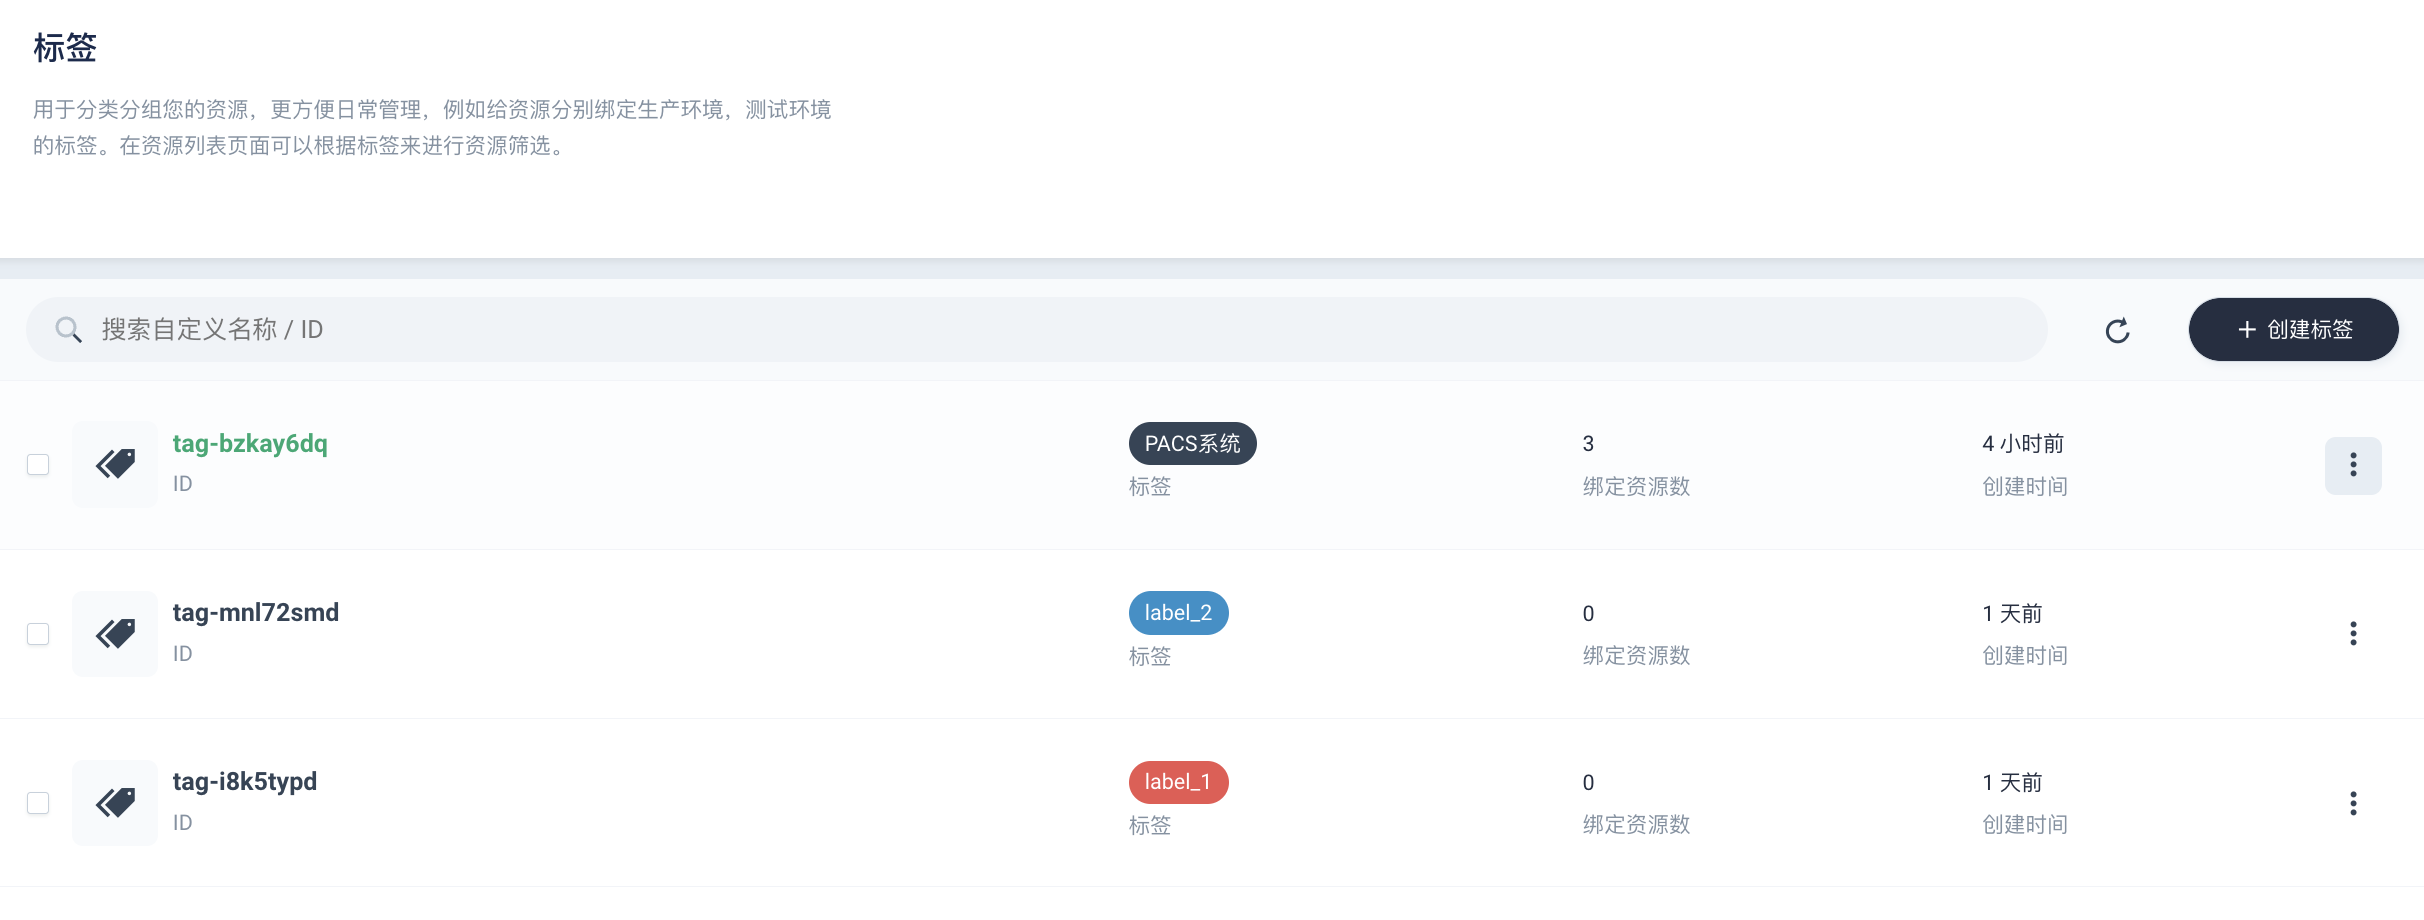 标签
用于分类分组您的资源，更方便日常管理，例如给资源分别绑定生产环境，测试环境
的标签。在资源列表页面可以根据标签来进行资源筛选。
搜索自定义名称 / ID
创建标签
tag-bzkay6dq
ID
PACS系统
标签
3
绑定资源数
4 小时前
创建时间
tag-mnl72smd
ID
label_2
标签
0
绑定资源数
1 天前
创建时间
tag-i8k5typd
ID
label_1
标签
0
绑定资源数
1 天前
创建时间